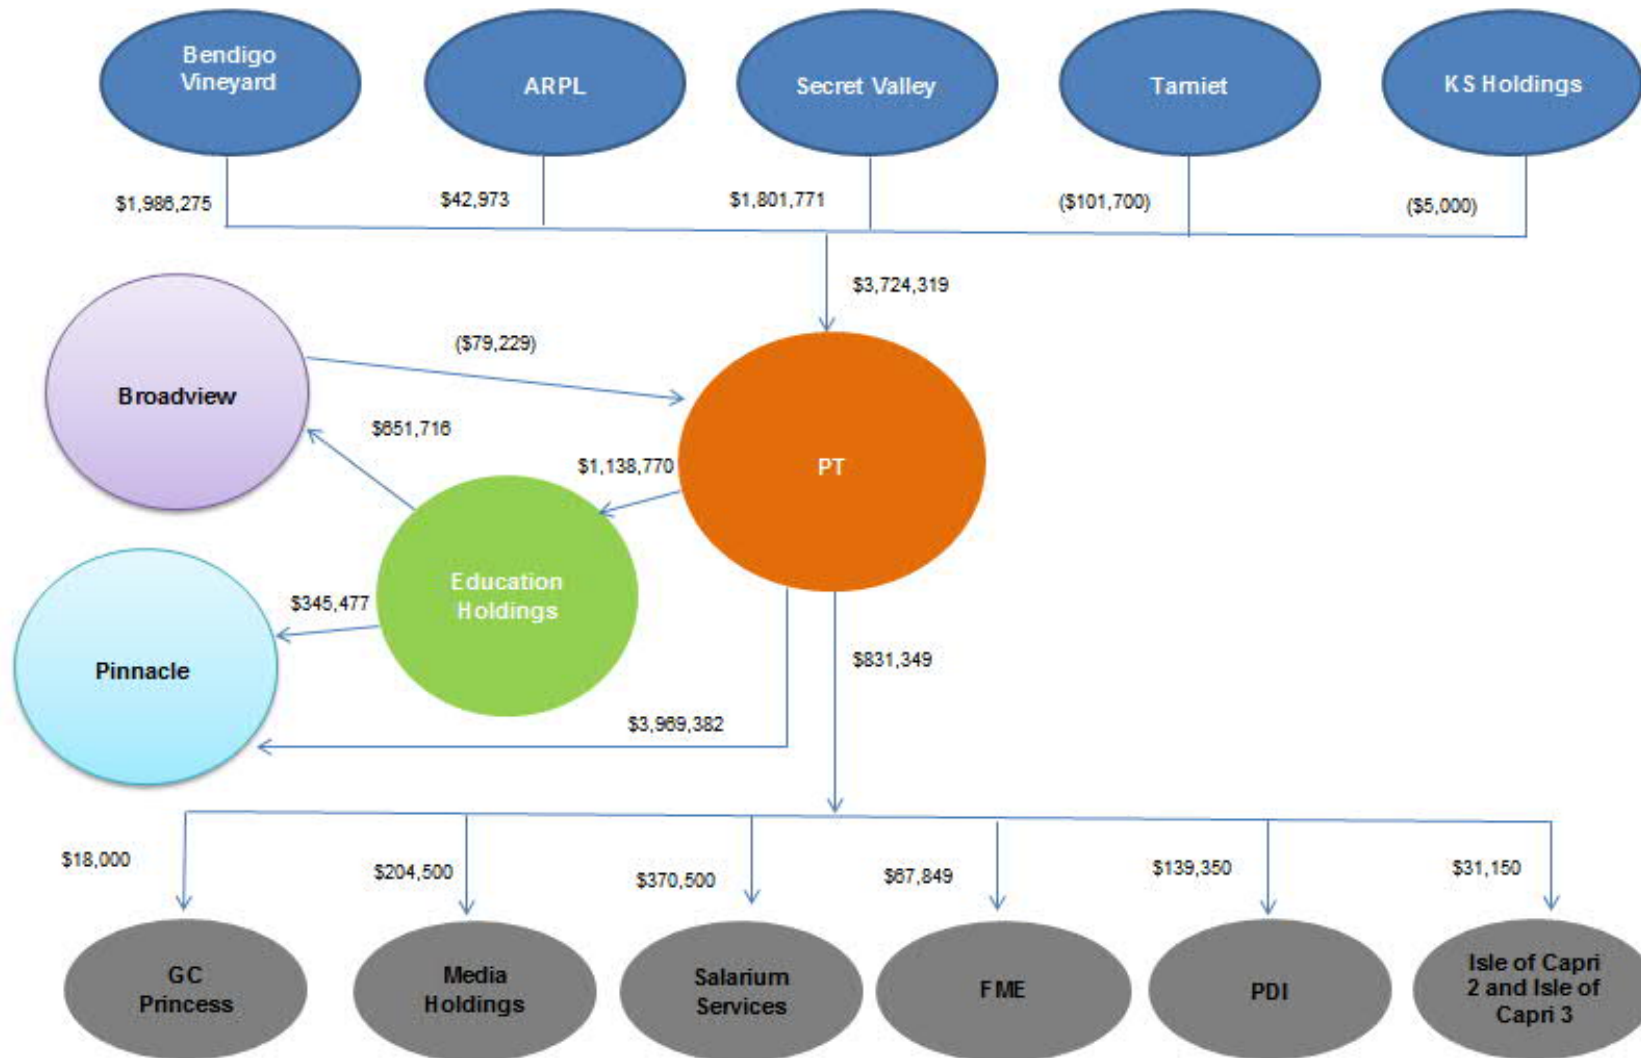 Bendigo
Vineyard
ARPL
Secret Valley
Tamiet
KS Holdings
$1,986,275
$42,973
$1,801,771
($101,700)
($5,000)
$3,724,319
($79,229)
Broadview
$651,716
$1,138,770
PT
Education
Holdings
$345,477
Pinnacle
$831,349
$3,969,382
$18,000
$204,500
$370,500
$67,849
$139,350
$31,150
GC
Princess
Media
Holdings
Salarium
Services
FME
PDI
Isle of Capri
2 and Isle of
Capri 3